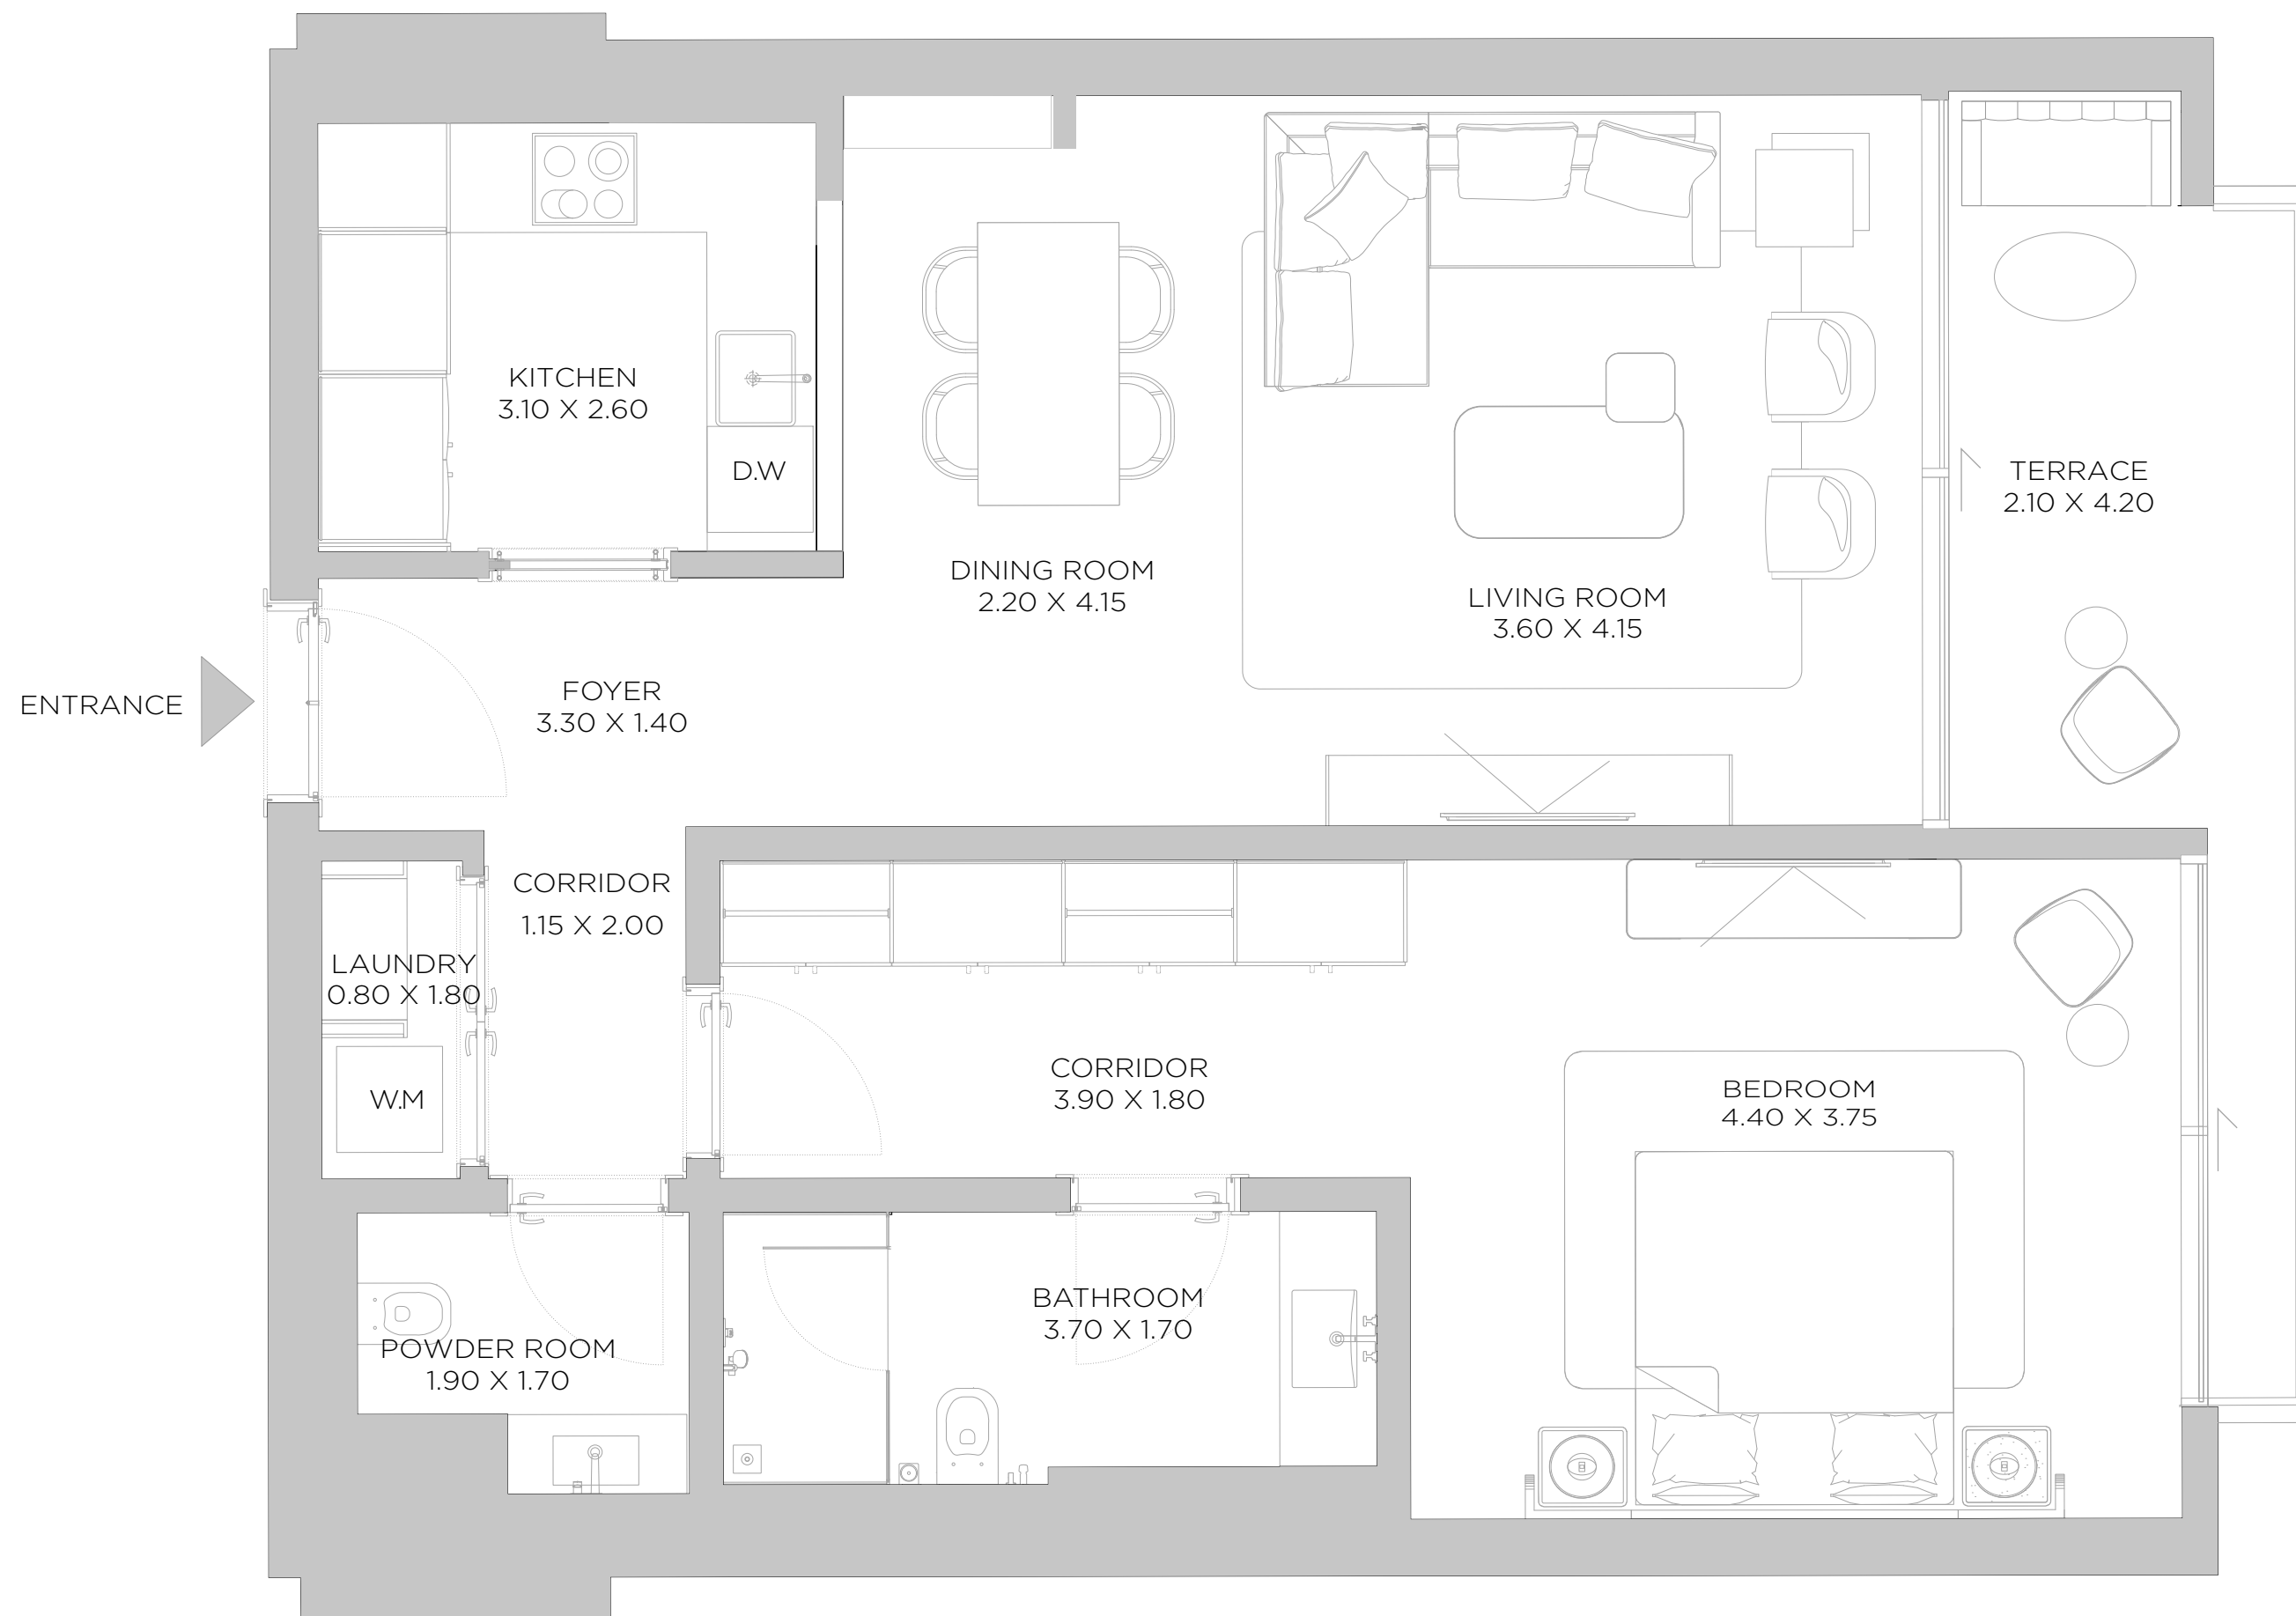 KITCHEN
3.10 X 2.60
D.W
DINING ROOM
2.20 X 4.15
LIVING ROOM
3.60 X 4.15
TERRACE
2.10 X 4.20
ENTRANCE
FOYER
3.30 X 1.40
CORRIDOR
1.15 X 2.00
LAUNDRY
0.80 X 1.80
W.M
CORRIDOR
3.90 X 1.80
BEDROOM
4.40 X 3.75
POWDER ROOM
1.90 X 1.70
BATHROOM
3.70 X 1.70